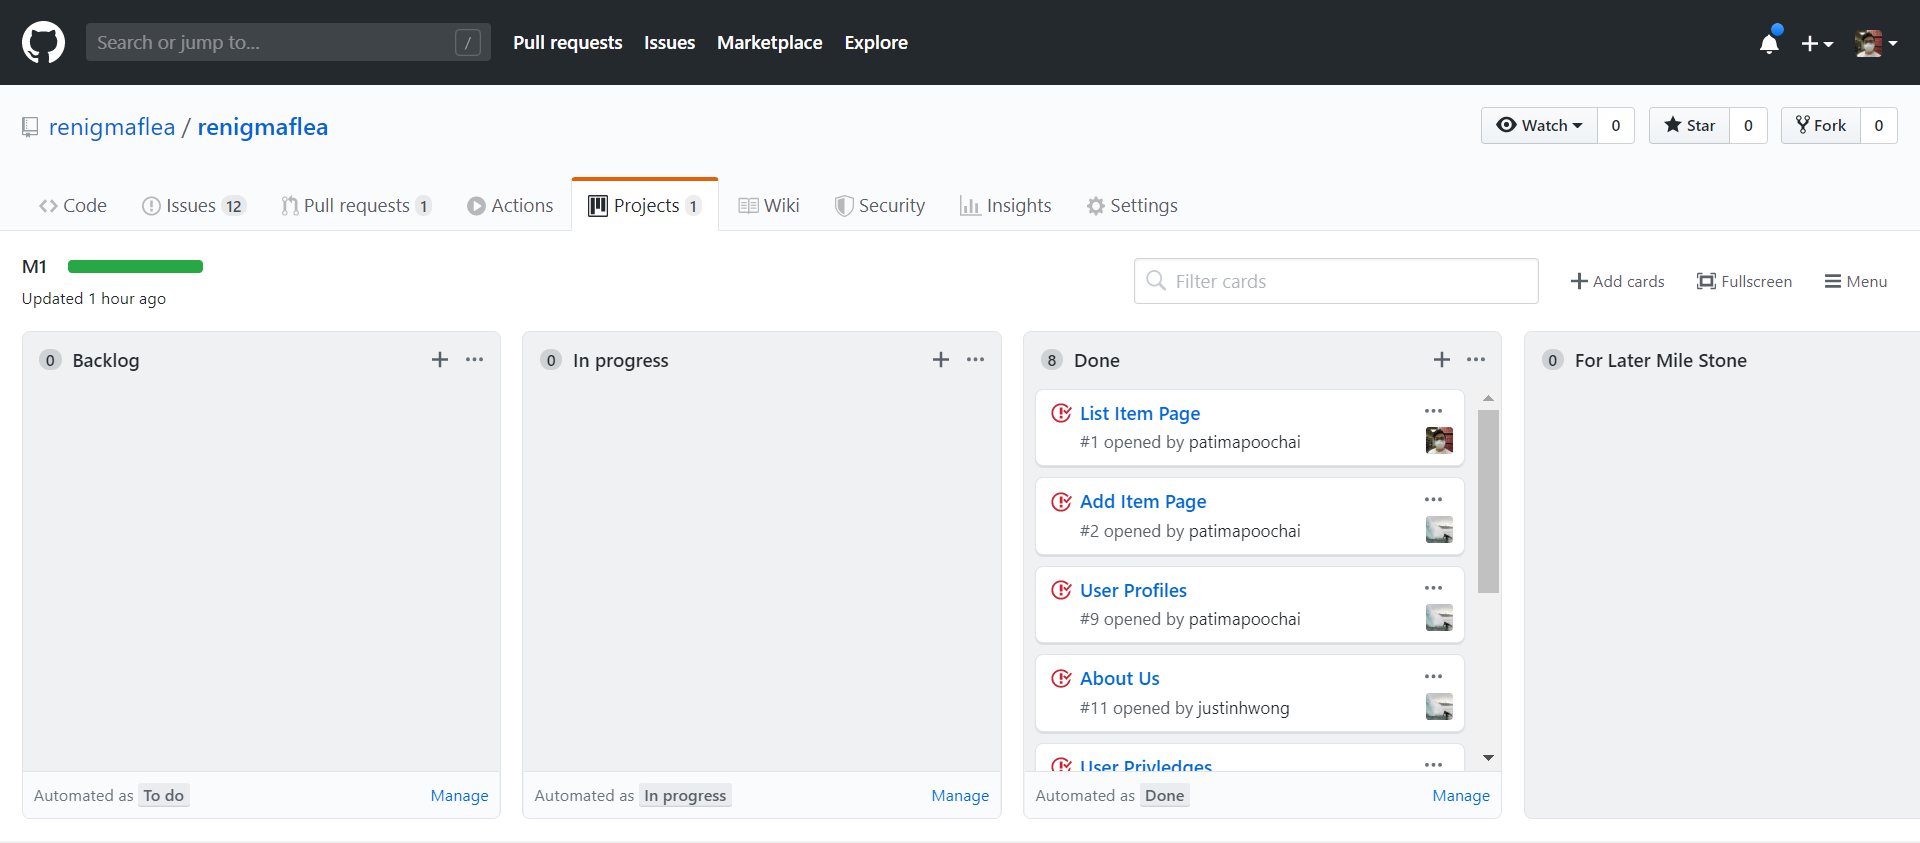 Search or jump to... / Pull requests Issues Marketplace Explore
renigmaflea / renigmaflea Watch 0 Star 0 Fork 0
Code Issues 12 Pull requests 1 Actions Projects 1 Wiki Security Insights Settings
M1
Updated 1 hour ago
Filter cards Add cards Fullscreen Menu
0 Backlog
Automated as To do Manage
0 In progress
Automated as In progress Manage
8 Done
List Item Page
#1 opened by patimapoochai
Add Item Page
#2 opened by patimapoochai
User Profiles
#9 opened by patimapoochai
About Us
#11 opened by justinhwong
User Privledges
Automated as Done Manage
0 For Later Mile Stone